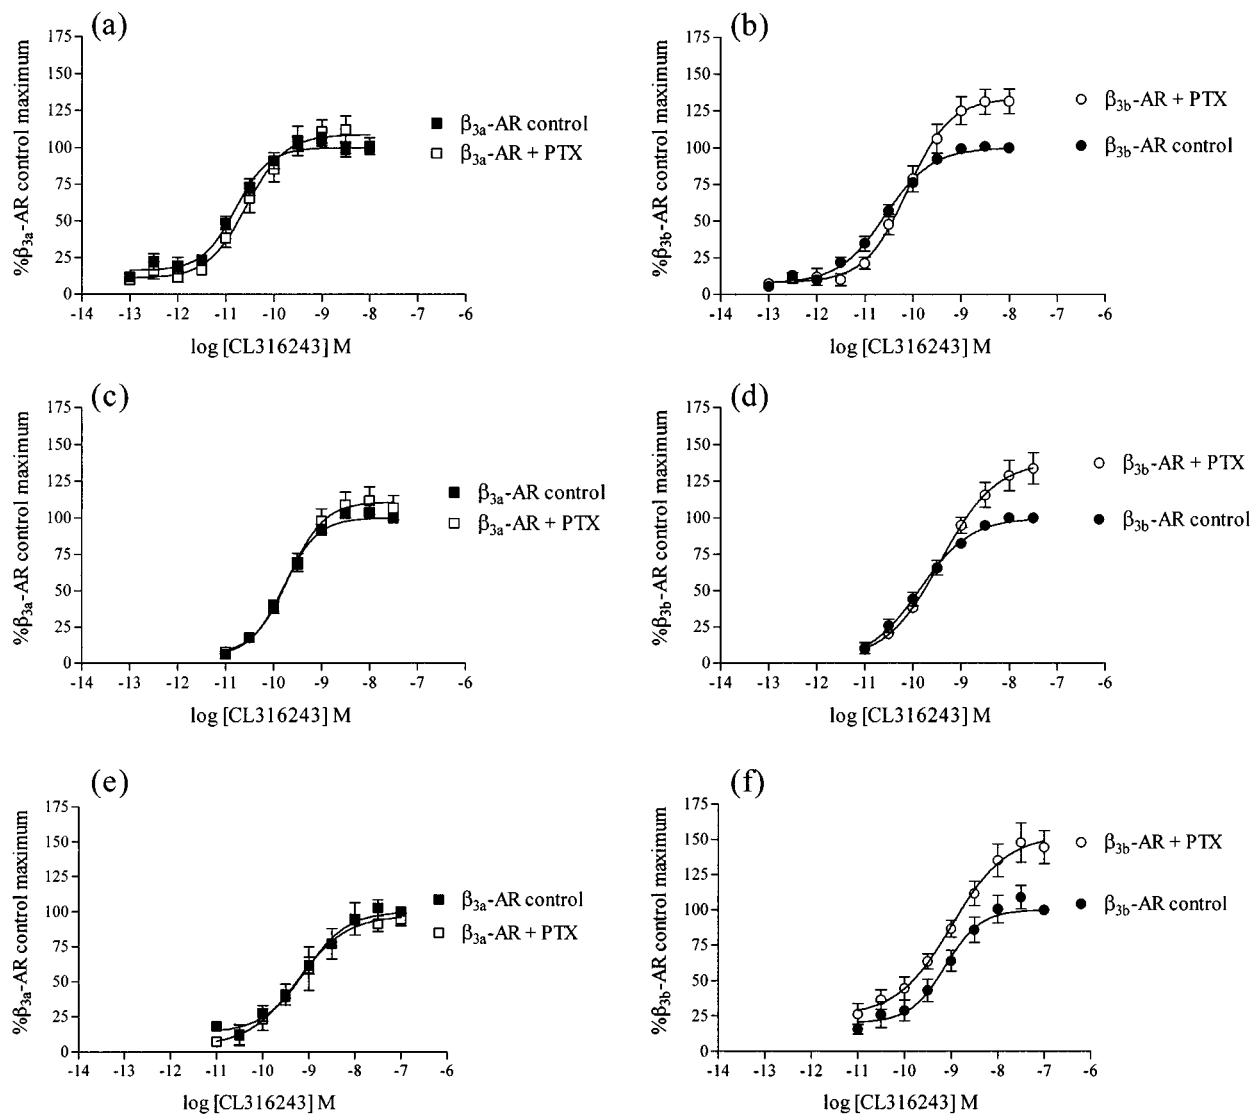 (a)
%β3a-AR control maximum
175
150
125
100
75
50
25
0
-14 -13 -12 -11 -10 -9 -8 -7 -6
log [CL316243] M
β3a-AR control
β3a-AR + PTX
(b)
%β3b-AR control maximum
175
150
125
100
75
50
25
0
-14 -13 -12 -11 -10 -9 -8 -7 -6
log [CL316243] M
β3b-AR + PTX
β3b-AR control
(c)
%β3a-AR control maximum
175
150
125
100
75
50
25
0
-14 -13 -12 -11 -10 -9 -8 -7 -6
log [CL316243] M
β3a-AR control
β3a-AR + PTX
(d)
%β3b-AR control maximum
175
150
125
100
75
50
25
0
-14 -13 -12 -11 -10 -9 -8 -7 -6
log [CL316243] M
β3b-AR + PTX
β3b-AR control
(e)
%β3a-AR control maximum
175
150
125
100
75
50
25
0
-14 -13 -12 -11 -10 -9 -8 -7 -6
log [CL316243] M
β3a-AR control
β3a-AR + PTX
(f)
%β3b-AR control maximum
175
150
125
100
75
50
25
0
-14 -13 -12 -11 -10 -9 -8 -7 -6
log [CL316243] M
β3b-AR + PTX
β3b-AR control